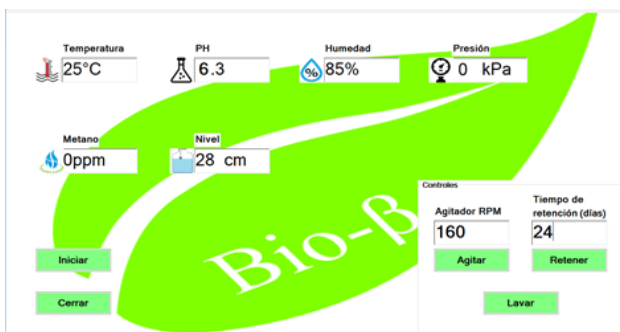 Temperatura
25°C
PH
6.3
Humedad
%
85%
Presión
0 kPa
Metano
0ppm
Nivel
28 cm
Bio-β
Controles
Agitador RPM
160
Agitar
Tiempo de
retención (días)
24
Retener
Lavar
Iniciar
Cerrar